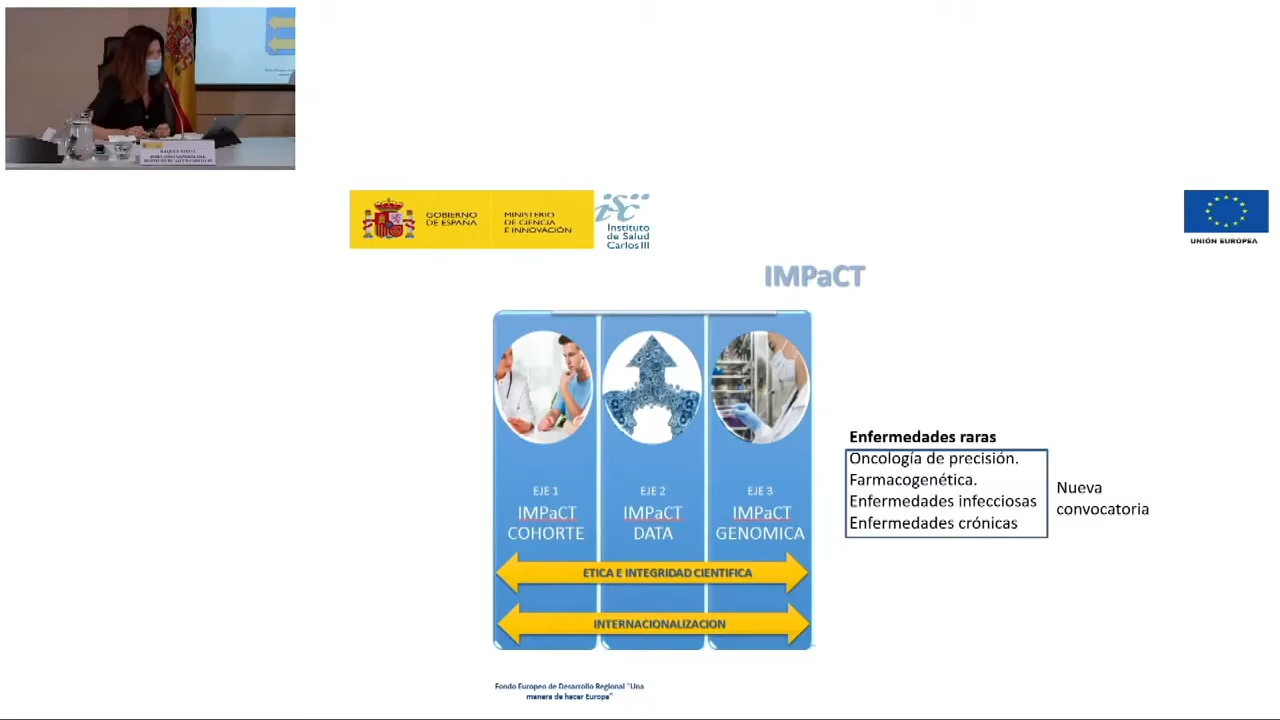 GOBIERNO
DE ESPAÑA
MINISTERIO
DE CIENCIA
E INNOVACIÓN
isc
Instituto
de Salud
Carlos III
UNIÓN EUROPEA
IMPaCT
EJE 1
IMPaCT
COHORTE
EJE 2
IMPaCT
DATA
EJE 3
IMPaCT
GENOMICA
ETICA E INTEGRIDAD CIENTIFICA
INTERNACIONALIZACION
Enfermedades raras
Oncología de precisión.
Farmacogenética.
Enfermedades infecciosas
Enfermedades crónicas
Nueva
convocatoria
Fondo Europeo de Desarrollo Regional "Una
manera de hacer Europa"